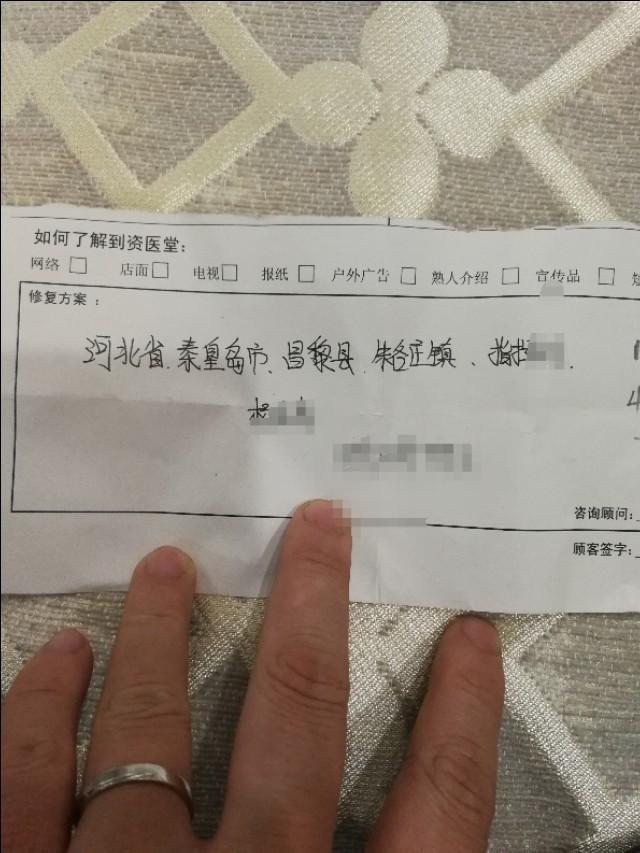 如何了解到资医堂：
网络 □ 店面 □ 电视 □ 报纸 □ 户外广告 □ 熟人介绍 □ 宣传品 □
修复方案：
河北省.秦皇岛市、昌黎县.朱各庄镇、
咨询顾问：
顾客签字：